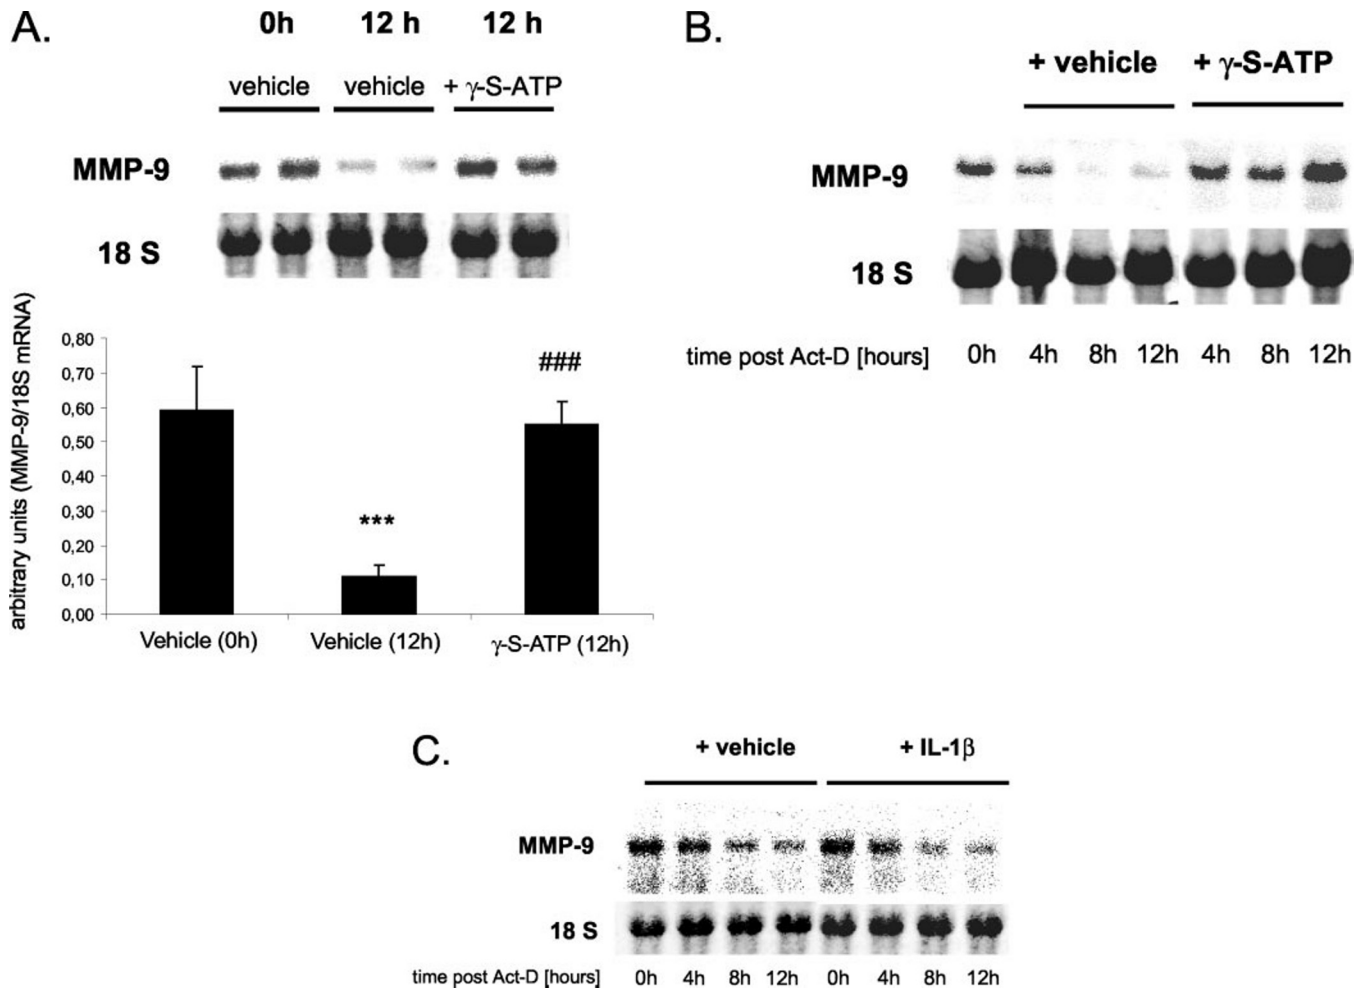 A.
0h 12 h 12 h
vehicle vehicle + γ-S-ATP
MMP-9
18 S
arbitrary units (MMP-9/18S mRNA)
0,80
0,70
0,60
0,50
0,40
0,30
0,20
0,10
0,00
***
###
Vehicle (0h) Vehicle (12h) γ-S-ATP (12h)
B.
+ vehicle + γ-S-ATP
MMP-9
18 S
time post Act-D [hours] 0h 4h 8h 12h 4h 8h 12h
C.
+ vehicle + IL-1β
MMP-9
18 S
time post Act-D [hours] 0h 4h 8h 12h 0h 4h 8h 12h